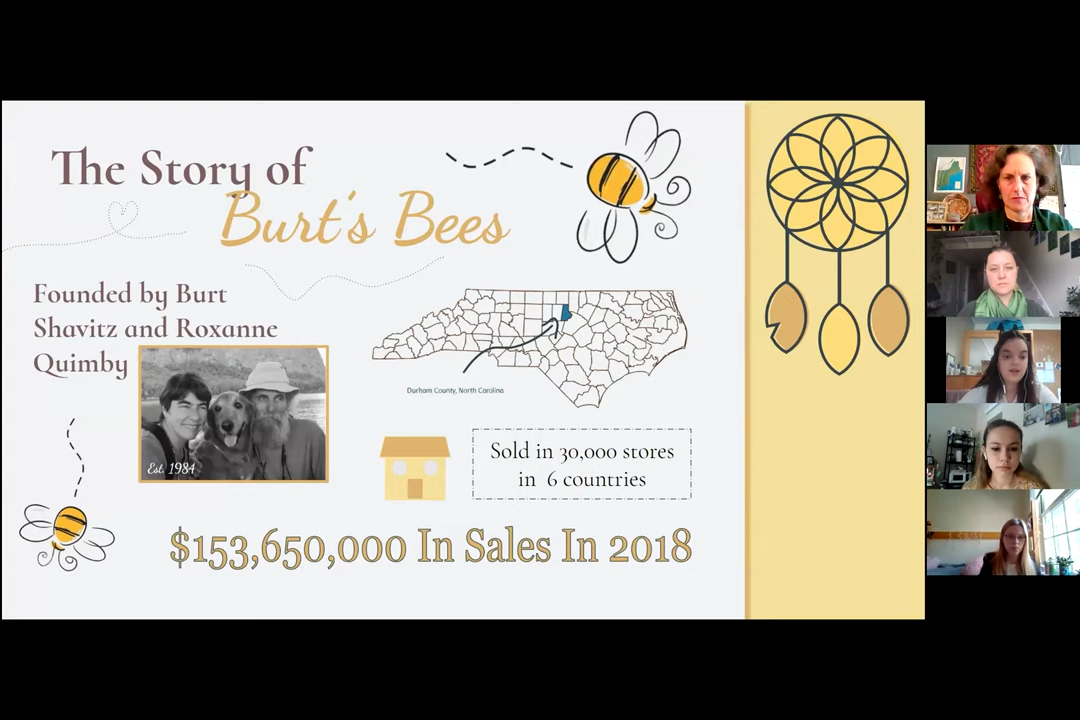 The Story of
Burt's Bees
Founded by Burt
Shavitz and Roxanne
Quimby
Est. 1984
Durham County, North Carolina
Sold in 30,000 stores
in 6 countries
$153,650,000 In Sales In 2018